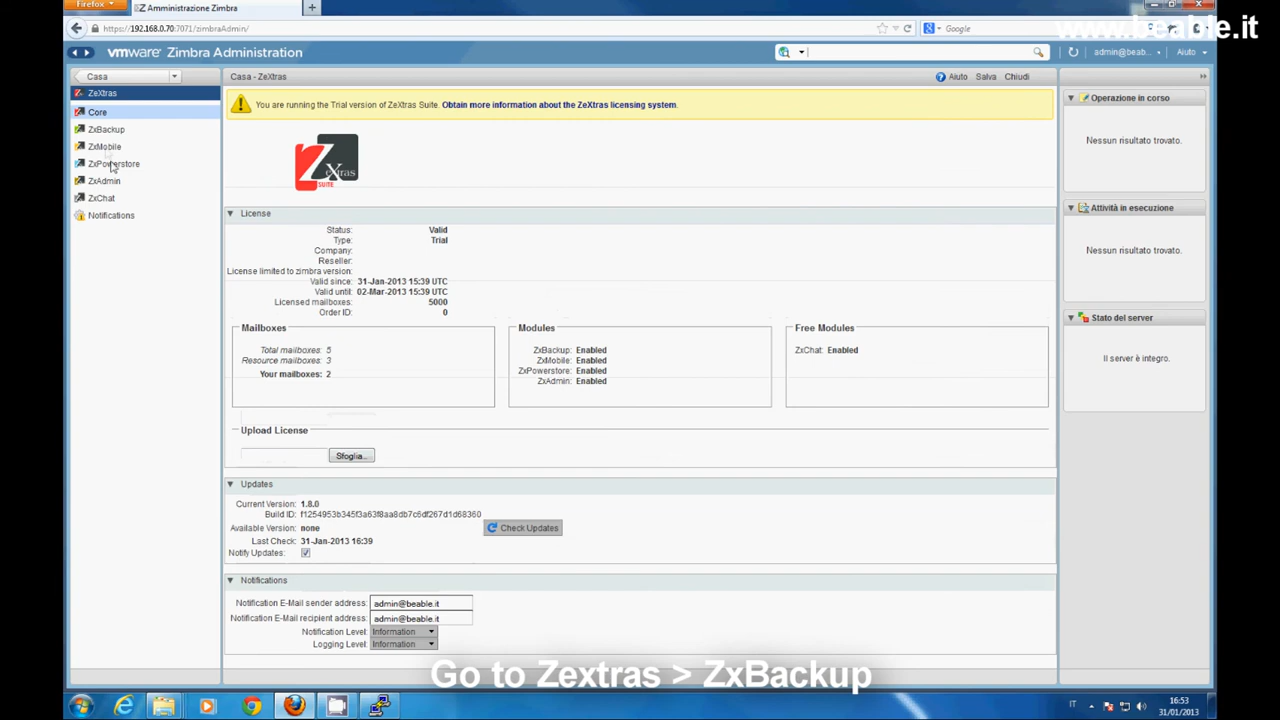 Firefox
Amministrazione Zimbra
www.beable.it
https://192.168.0.70:7071/zimbraAdmin/
Google
vmware Zimbra Administration
admin@beab...
Aiuto
Casa
Casa - ZeXtras
Aiuto
Salva
Chiudi
ZeXtras
Core
ZxBackup
ZxMobile
ZxPowerstore
ZxAdmin
ZxChat
Notifications
You are running the Trial version of ZeXtras Suite. Obtain more information about the ZeXtras licensing system.
Zextras
SUITE
License
Status: Valid
Type: Trial
Company:
Reseller:
License limited to zimbra version:
Valid since: 31-Jan-2013 15:39 UTC
Valid until: 02-Mar-2013 15:39 UTC
Licensed mailboxes: 5000
Order ID: 0
Mailboxes
Total mailboxes: 5
Resource mailboxes: 3
Your mailboxes: 2
Modules
ZxBackup: Enabled
ZxMobile: Enabled
ZxPowerstore: Enabled
ZxAdmin: Enabled
Free Modules
ZxChat: Enabled
Upload License
Sfoglia...
Updates
Current Version: 1.8.0
Build ID: f1254953b345f3a63f8aa8db7c6df267d1d68360
Available Version: none
Check Updates
Last Check: 31-Jan-2013 16:39
Notify Updates:
Notifications
Notification E-Mail sender address: admin@beable.it
Notification E-Mail recipient address: admin@beable.it
Notification Level: Information
Logging Level: Information
Operazione in corso
Nessun risultato trovato.
Attività in esecuzione
Nessun risultato trovato.
Stato del server
Il server è integro.
Go to Zextras > ZxBackup
IT
16:53
31/01/2013